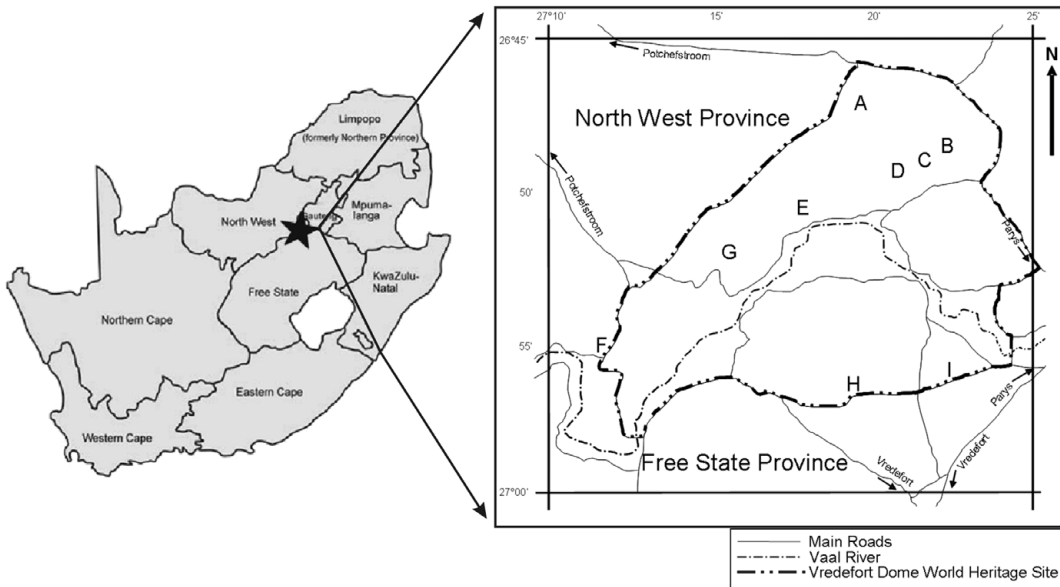 Limpopo
(formerly Northern Province)
North West
Gauteng
Mpuma-
langa
Free State
KwaZulu-
Natal
Northern Cape
Eastern Cape
Western Cape
27°10'
15'
20'
25'
26°45'
50'
55'
27°00'
N
Potchefstroom
North West Province
A
B
C
D
Potchefstroom
E
Parys
G
F
H
I
Parys
Free State Province
Vredefort
Vredefort
Main Roads
Vaal River
Vredefort Dome World Heritage Site